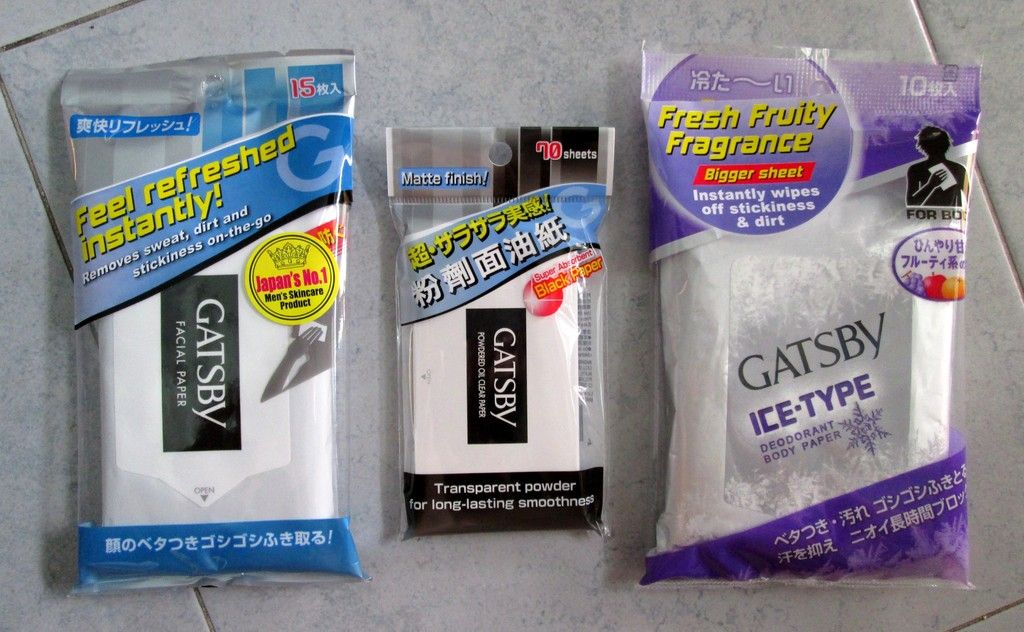 15枚入
爽快リフレッシュ!
G
Feel refreshed
instantly!
Removes sweat, dirt and
stickiness on-the-go
Japan's No.1
Men's Skincare
Product
GATSBY
FACIAL PAPER
OPEN
顔のベタつきゴシゴシふき取る!
70 sheets
Matte finish!
G
超・サラサラ実感!
粉劑面油紙
Super Absorbent
Black Paper
GATSBY
POWDERED OIL CLEAR PAPER
OPEN
Transparent powder
for long-lasting smoothness
冷た〜い
10枚入
Fresh Fruity
Fragrance
Bigger sheet
Instantly wipes
off stickiness
& dirt
FOR BO
ひんやり甘
フルーティ系の
GATSBY
ICE-TYPE
DEODORANT
BODY PAPER
ベタつき・汚れ ゴシゴシふきとる
汗を抑え ニオイ長時間ブロッ